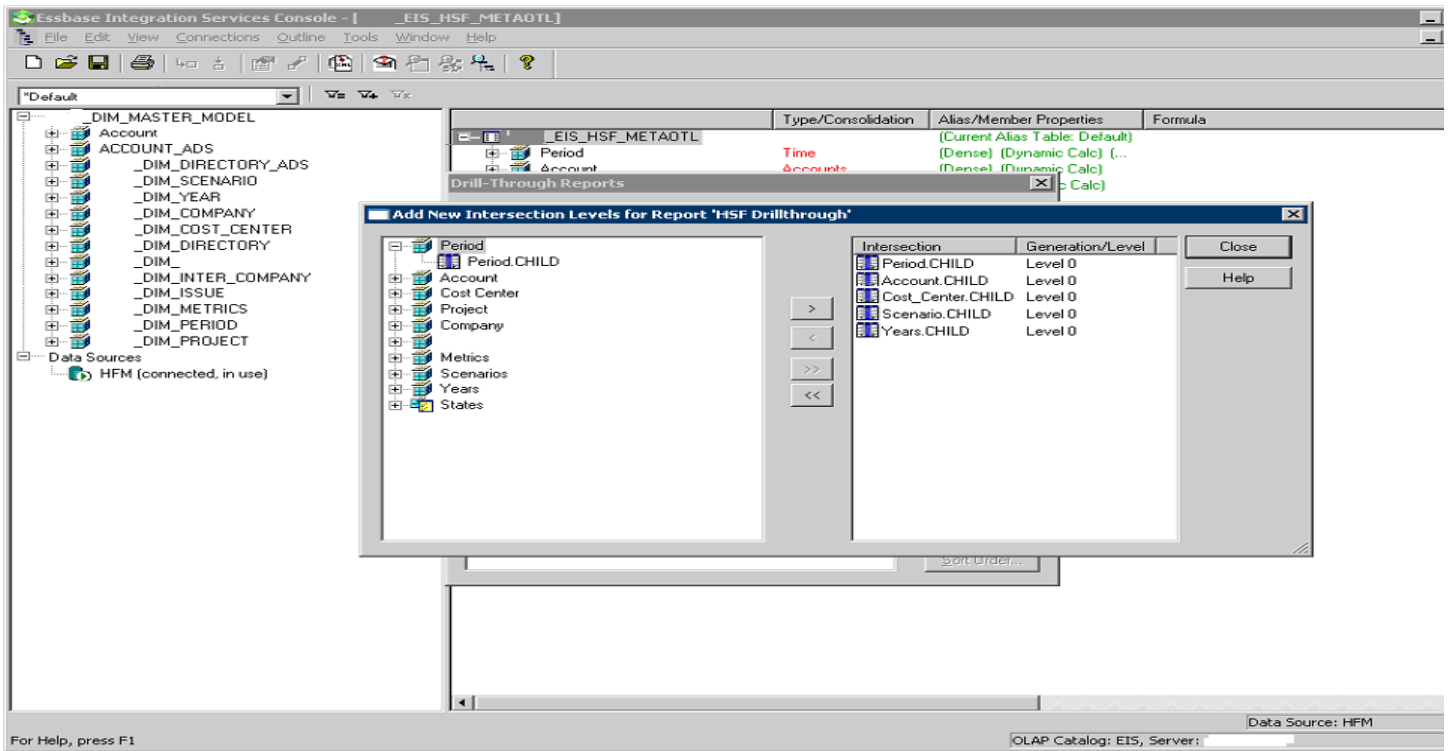 Essbase Integration Services Console - [ _EIS_HSF_METAOTL]
File Edit View Connections Outline Tools Window Help
XML
?
"Default
_DIM_MASTER_MODEL
Account
ACCOUNT_ADS
_DIM_DIRECTORY_ADS
_DIM_SCENARIO
_DIM_YEAR
_DIM_COMPANY
_DIM_COST_CENTER
_DIM_DIRECTORY
_DIM_
_DIM_INTER_COMPANY
_DIM_ISSUE
_DIM_METRICS
_DIM_PERIOD
_DIM_PROJECT
Data Sources
HFM (connected, in use)
Type/Consolidation Alias/Member Properties Formula
_EIS_HSF_METAOTL (Current Alias Table: Default)
Period Time (Dense) (Dynamic Calc) (...
Account Accounts (Dense) (Dynamic Calc)
Calc)
Drill-Through Reports
Add New Intersection Levels for Report 'HSF Drillthrough'
Period
Period.CHILD
Account
Cost Center
Project
Company
Metrics
Scenarios
Years
States
>
<
>>
<<
Intersection Generation/Level
Period.CHILD Level 0
Account.CHILD Level 0
Cost_Center.CHILD Level 0
Scenario.CHILD Level 0
Years.CHILD Level 0
Close
Help
Sort Order...
Data Source: HFM
For Help, press F1
OLAP Catalog: EIS, Server: